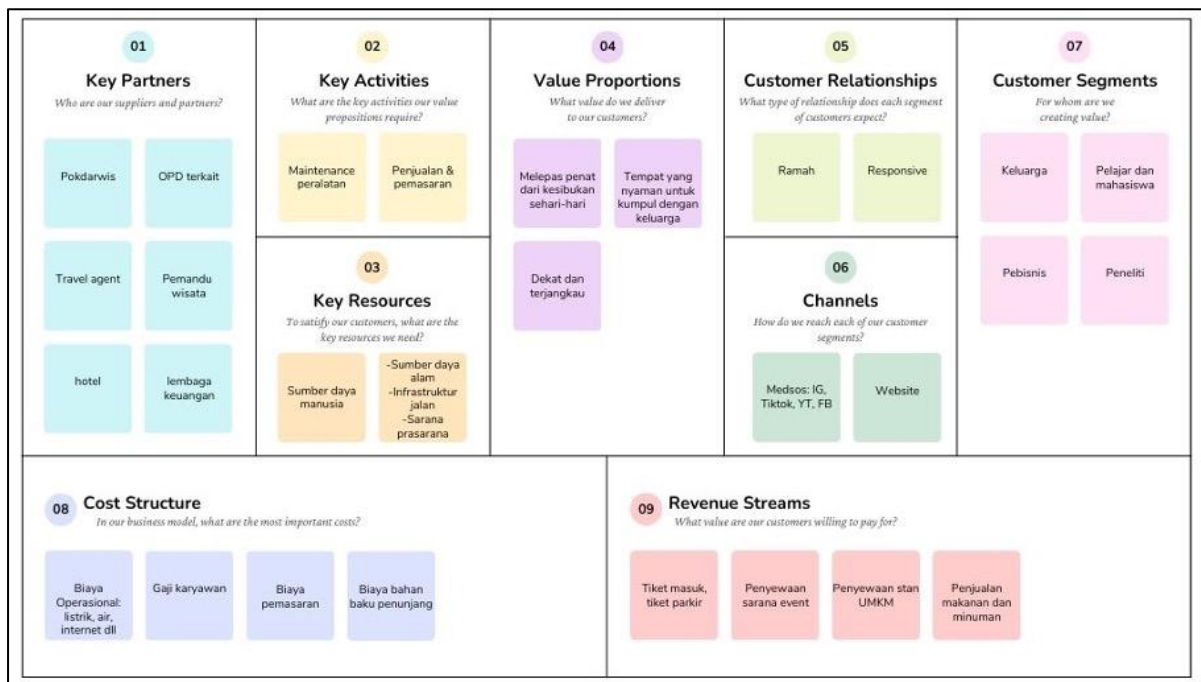 01
Key Partners
Who are our suppliers and partners?
Pokdarwis
OPD terkait
Travel agent
Pemandu
wisata
hotel
lembaga
keuangan
02
Key Activities
What are the key activities our value
propositions require?
Maintenance
peralatan
Penjualan &
pemasaran
03
Key Resources
To satisfy our customers, what are the
key resources we need?
Sumber daya
manusia
-Sumber daya
alam
-Infrastruktur
jalan
-Sarana
prasarana
04
Value Proportions
What value do we deliver
to our customers?
Melepas penat
dari kesibukan
sehari-hari
Tempat yang
nyaman untuk
kumpul dengan
keluarga
Dekat dan
terjangkau
05
Customer Relationships
What type of relationship does each segment
of customers expect?
Ramah
Responsive
06
Channels
How do we reach each of our customer
segments?
Medsos: IG,
Tiktok, YT, FB
Website
07
Customer Segments
For whom are we
creating value?
Keluarga
Pelajar dan
mahasiswa
Pebisnis
Peneliti
08
Cost Structure
In our business model, what are the most important costs?
Biaya
Operasional:
listrik, air,
internet dll
Gaji karyawan
Biaya
pemasaran
Biaya bahan
baku penunjang
09
Revenue Streams
What value are our customers willing to pay for?
Tiket masuk,
tiket parkir
Penyewaan
sarana event
Penyewaan stan
UMKM
Penjualan
makanan dan
minuman